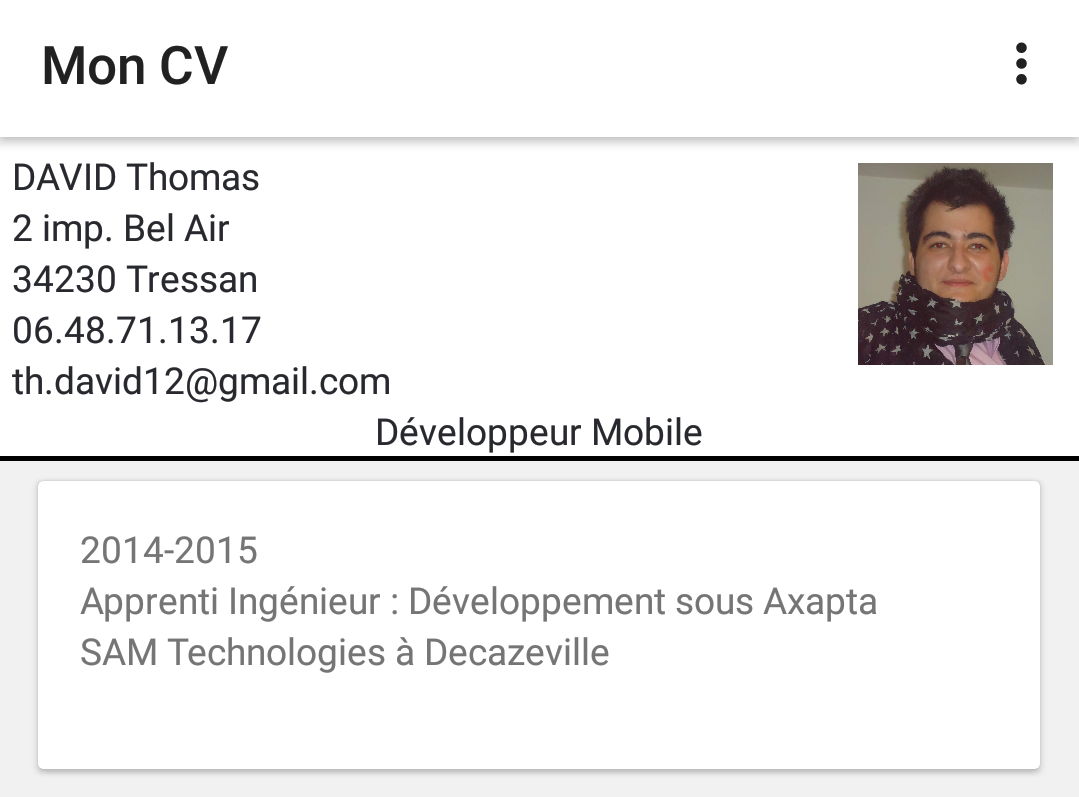 Mon CV
DAVID Thomas
2 imp. Bel Air
34230 Tressan
06.48.71.13.17
th.david12@gmail.com
Développeur Mobile
2014-2015
Apprenti Ingénieur : Développement sous Axapta
SAM Technologies à Decazeville